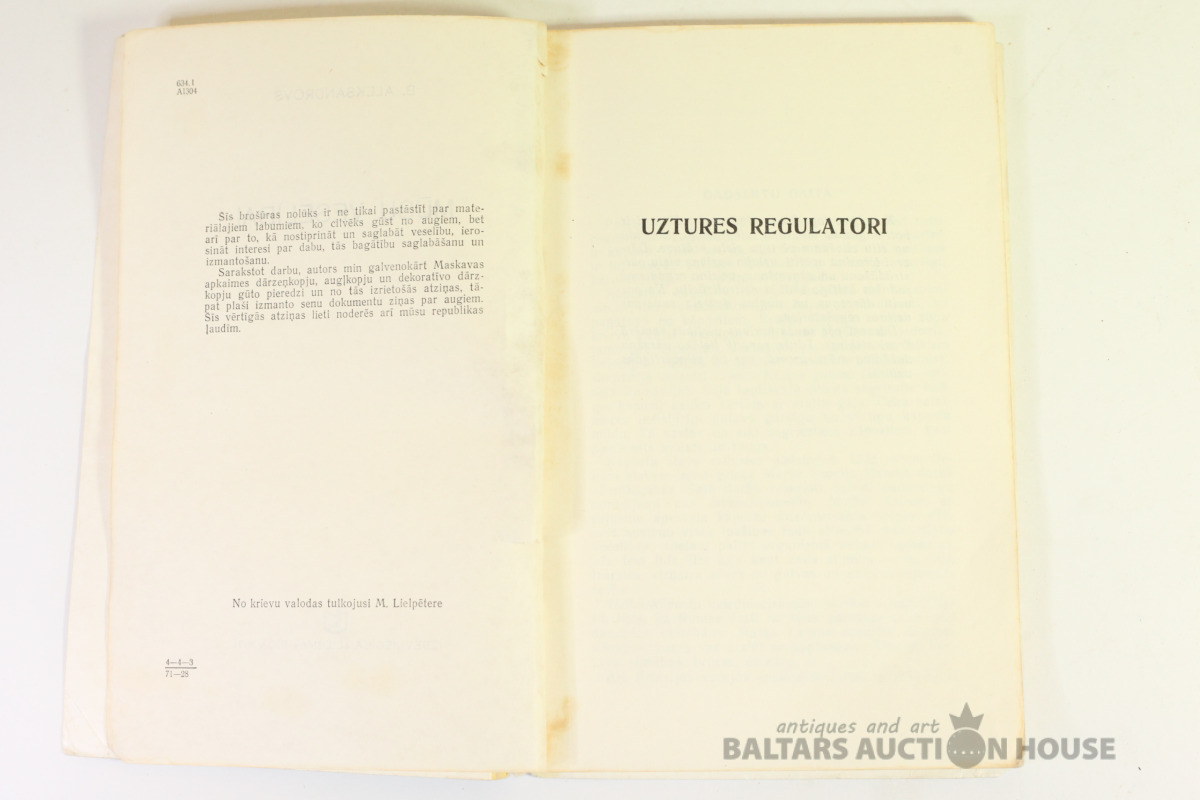 634.1
Al304
Šīs brošūras nolūks ir ne tikai pastāstīt par mate-
riālajiem labumiem, ko cilvēks gūst no augiem, bet
arī par to, kā nostiprināt un saglabāt veselību, iero-
sināt interesi par dabu, tās bagātību saglabāšanu un
izmantošanu.
Sarakstot darbu, autors min galvenokārt Maskavas
apkaimes dārzeņkopju, augļkopju un dekoratīvo dārz-
kopju gūto pieredzi un no tās izrietošās atziņas, tā-
pat plaši izmanto senu dokumentu ziņas par augiem.
Šīs vērtīgās atziņas lieti noderēs arī mūsu republikas
ļaudīm.
No krievu valodas tulkojusi M. Lielpētere
4—4—3
71—28
UZTURES REGULATORI
antiques and art
BALTARS AUCTION HOUSE